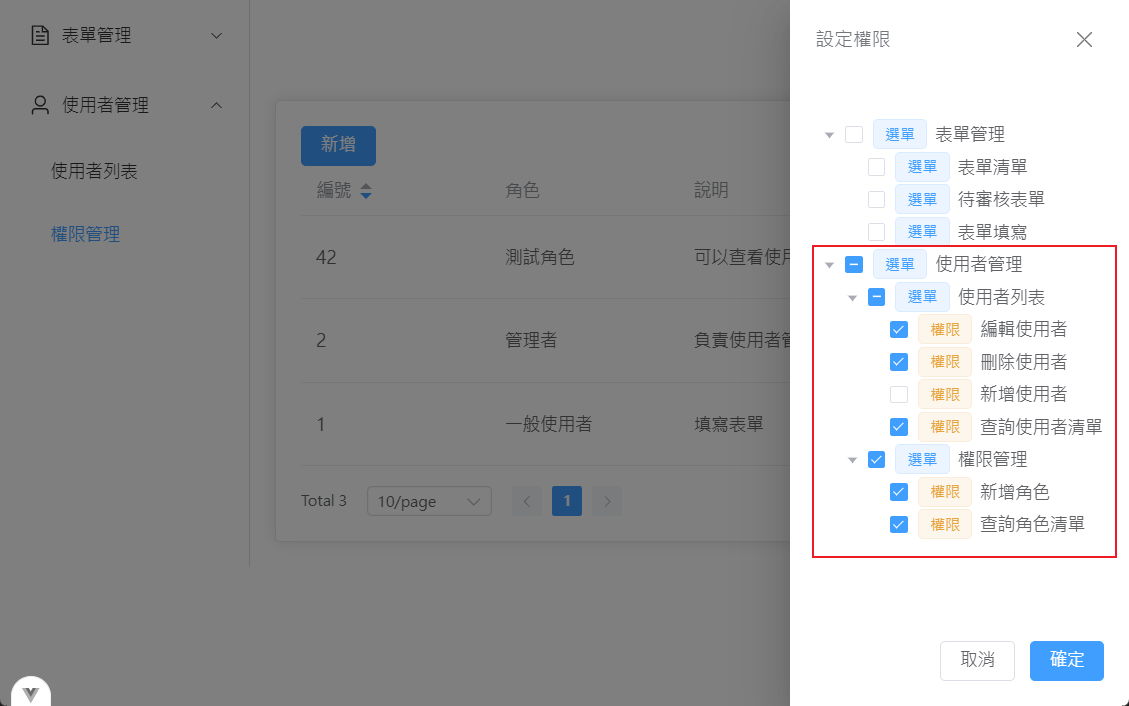 表單管理
使用者管理
使用者列表
權限管理
新增
編號 角色 說明
42 測試角色 可以查看使用
2 管理者 負責使用者管
1 一般使用者 填寫表單
Total 3 10/page 1
設定權限
選單 表單管理
選單 表單清單
選單 待審核表單
選單 表單填寫
選單 使用者管理
選單 使用者列表
權限 編輯使用者
權限 刪除使用者
權限 新增使用者
權限 查詢使用者清單
選單 權限管理
權限 新增角色
權限 查詢角色清單
取消 確定